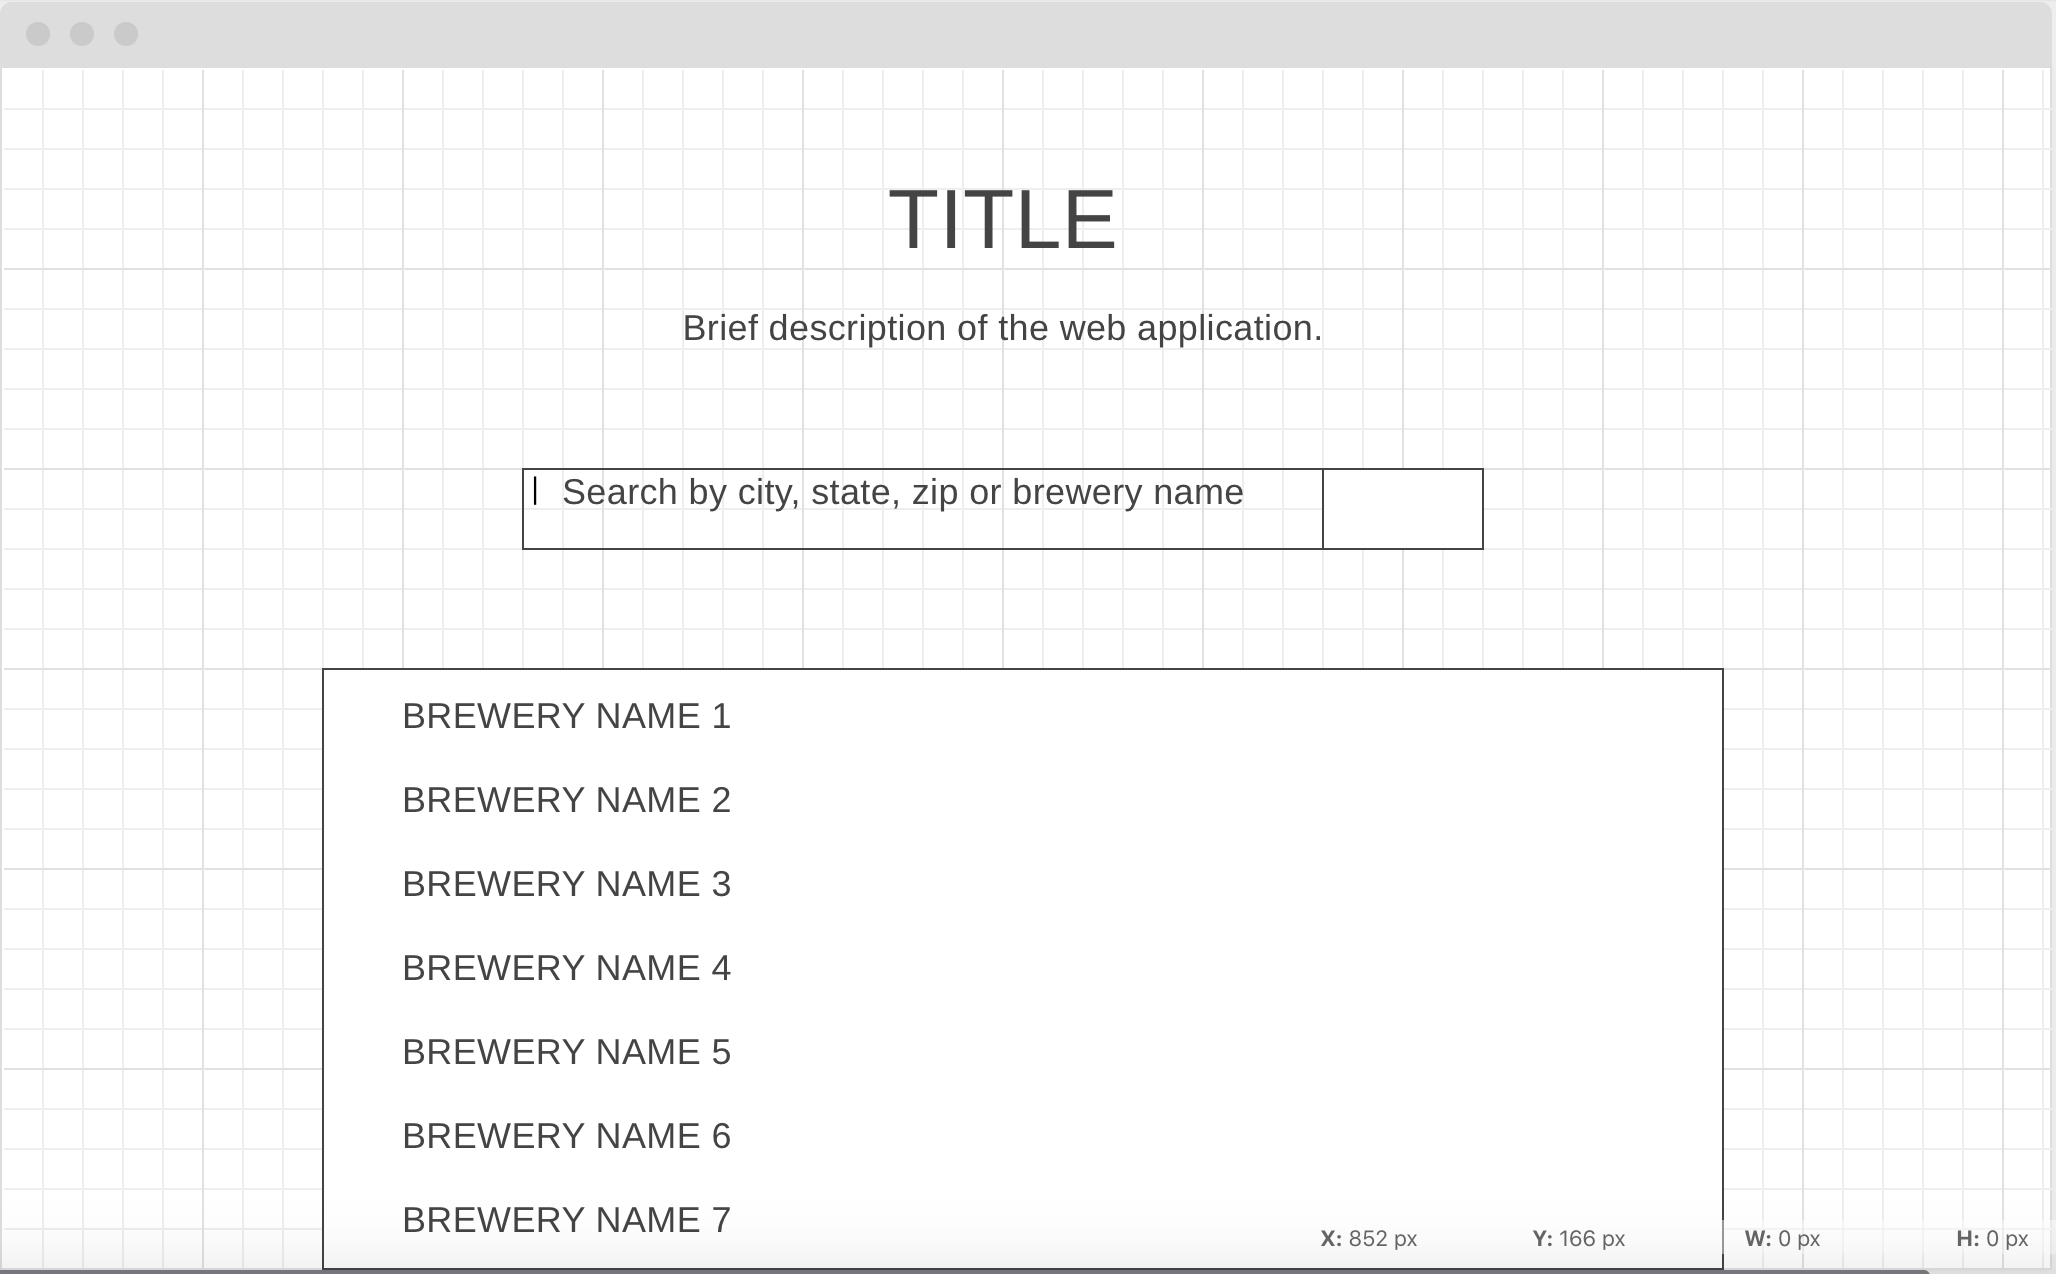 TITLE
Brief description of the web application.
Search by city, state, zip or brewery name
BREWERY NAME 1
BREWERY NAME 2
BREWERY NAME 3
BREWERY NAME 4
BREWERY NAME 5
BREWERY NAME 6
BREWERY NAME 7
X: 852 px Y: 166 px W: 0 px H: 0 px